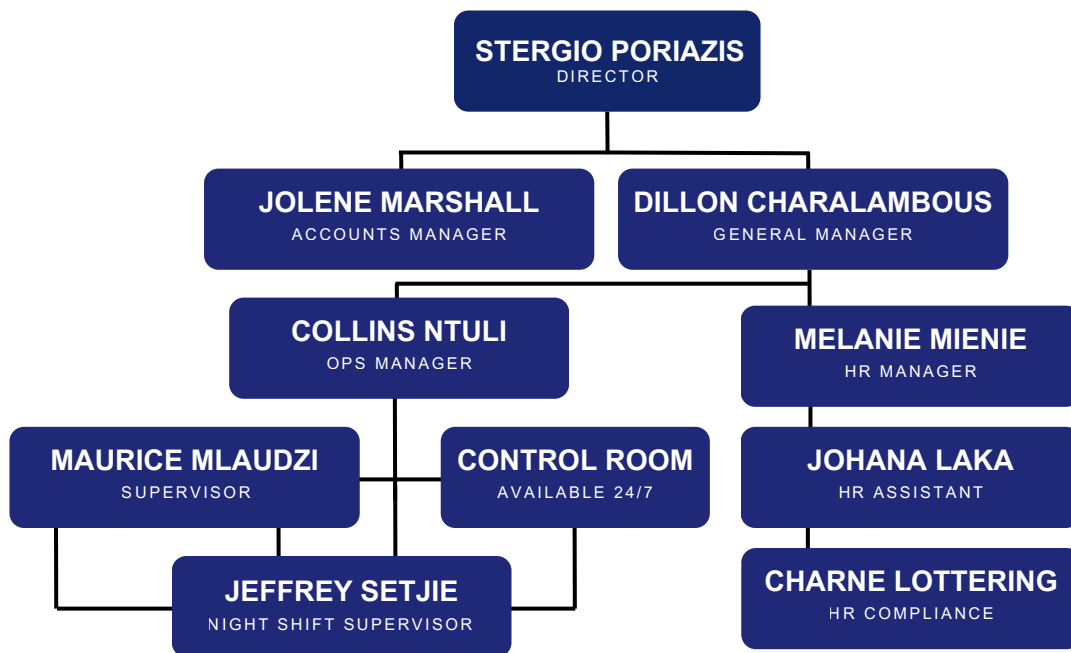 STERGIO PORIAZIS
DIRECTOR
JOLENE MARSHALL
ACCOUNTS MANAGER
DILLON CHARALAMBOUS
GENERAL MANAGER
COLLINS NTULI
OPS MANAGER
MELANIE MIENIE
HR MANAGER
MAURICE MLAUDZI
SUPERVISOR
CONTROL ROOM
AVAILABLE 24/7
JOHANA LAKA
HR ASSISTANT
JEFFREY SETJIE
NIGHT SHIFT SUPERVISOR
CHARNE LOTTERING
HR COMPLIANCE